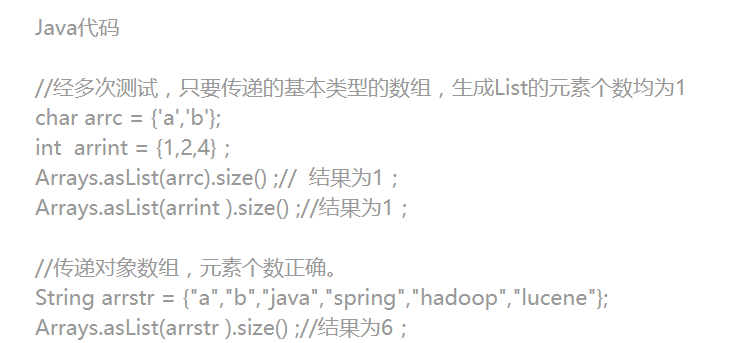 Java代码
//经多次测试，只要传递的基本类型的数组，生成List的元素个数均为1
char arrc = {'a','b'};
int  arrint = {1,2,4}；
Arrays.asList(arrc).size() ;//  结果为1；
Arrays.asList(arrint ).size() ;//结果为1；
//传递对象数组，元素个数正确。
String arrstr = {"a","b","java","spring","hadoop","lucene"};
Arrays.asList(arrstr ).size() ;//结果为6；